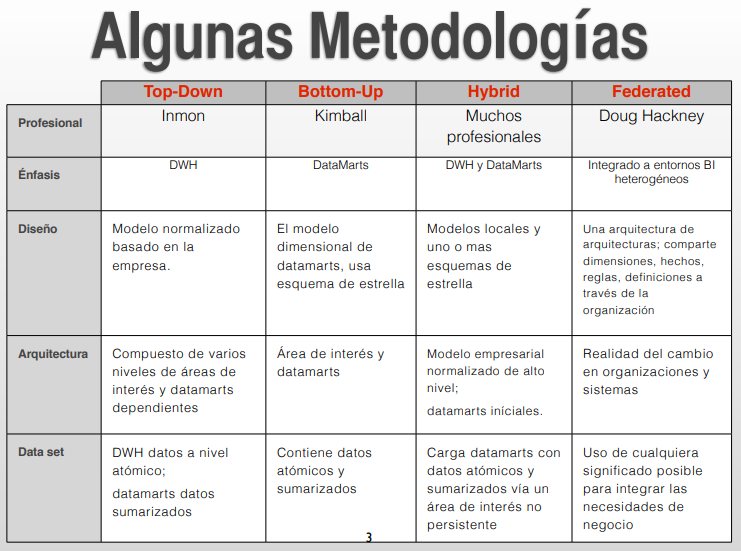 Algunas Metodologías
Top-Down
Bottom-Up
Hybrid
Federated
Profesional
Inmon
Kimball
Muchos
profesionales
Doug Hackney
Énfasis
DWH
DataMarts
DWH y DataMarts
Integrado a entornos BI
heterogéneos
Diseño
Modelo normalizado
basado en la
empresa.
El modelo
dimensional de
datamarts, usa
esquema de estrella
Modelos locales y
uno o mas
esquemas de
estrella
Una arquitectura de
arquitecturas; comparte
dimensiones, hechos,
reglas, definiciones a
través de la
organización
Arquitectura
Compuesto de varios
niveles de áreas de
interés y datamarts
dependientes
Área de interés y
datamarts
Modelo empresarial
normalizado de alto
nivel;
datamarts iníciales.
Realidad del cambio
en organizaciones y
sistemas
Data set
DWH datos a nivel
atómico;
datamarts datos
sumarizados
Contiene datos
atómicos y
sumarizados
Carga datamarts con
datos atómicos y
sumarizados vía un
área de interés no
persistente
Uso de cualquiera
significado posible
para integrar las
necesidades de
negocio
3